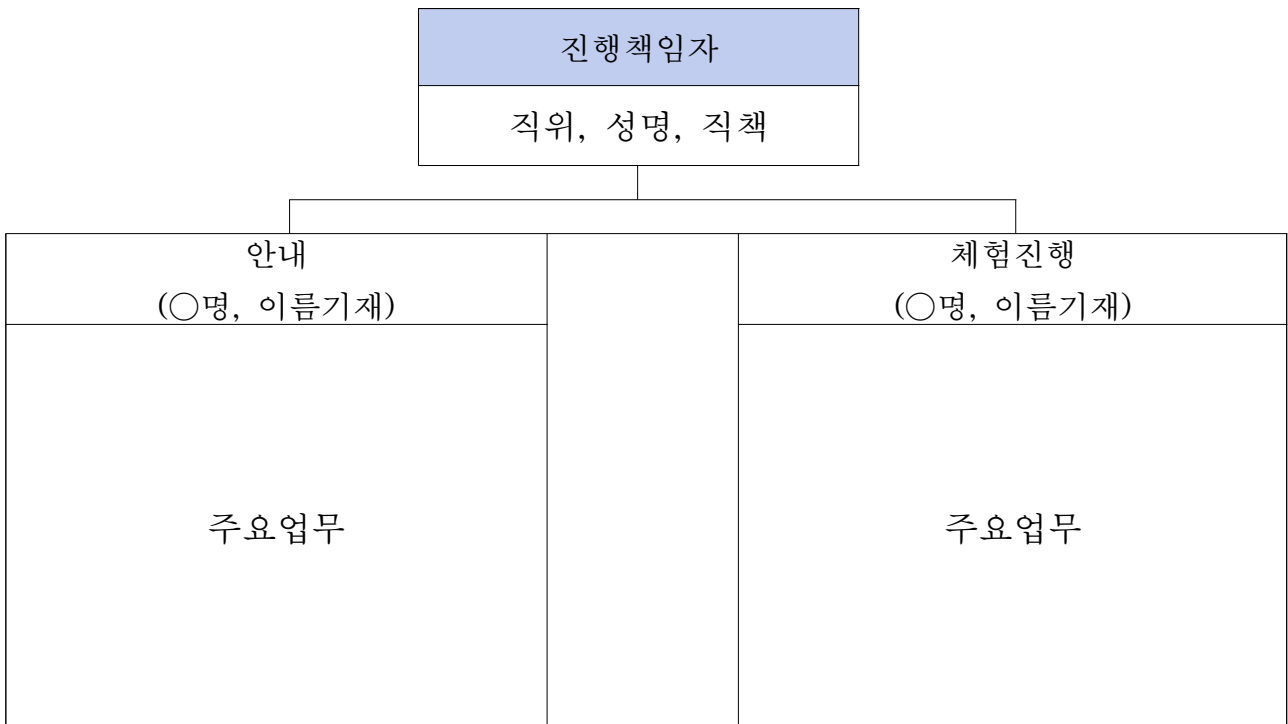 진행책임자
직위, 성명, 직책
안내
(○명, 이름기재)
주요업무
체험진행
(○명, 이름기재)
주요업무